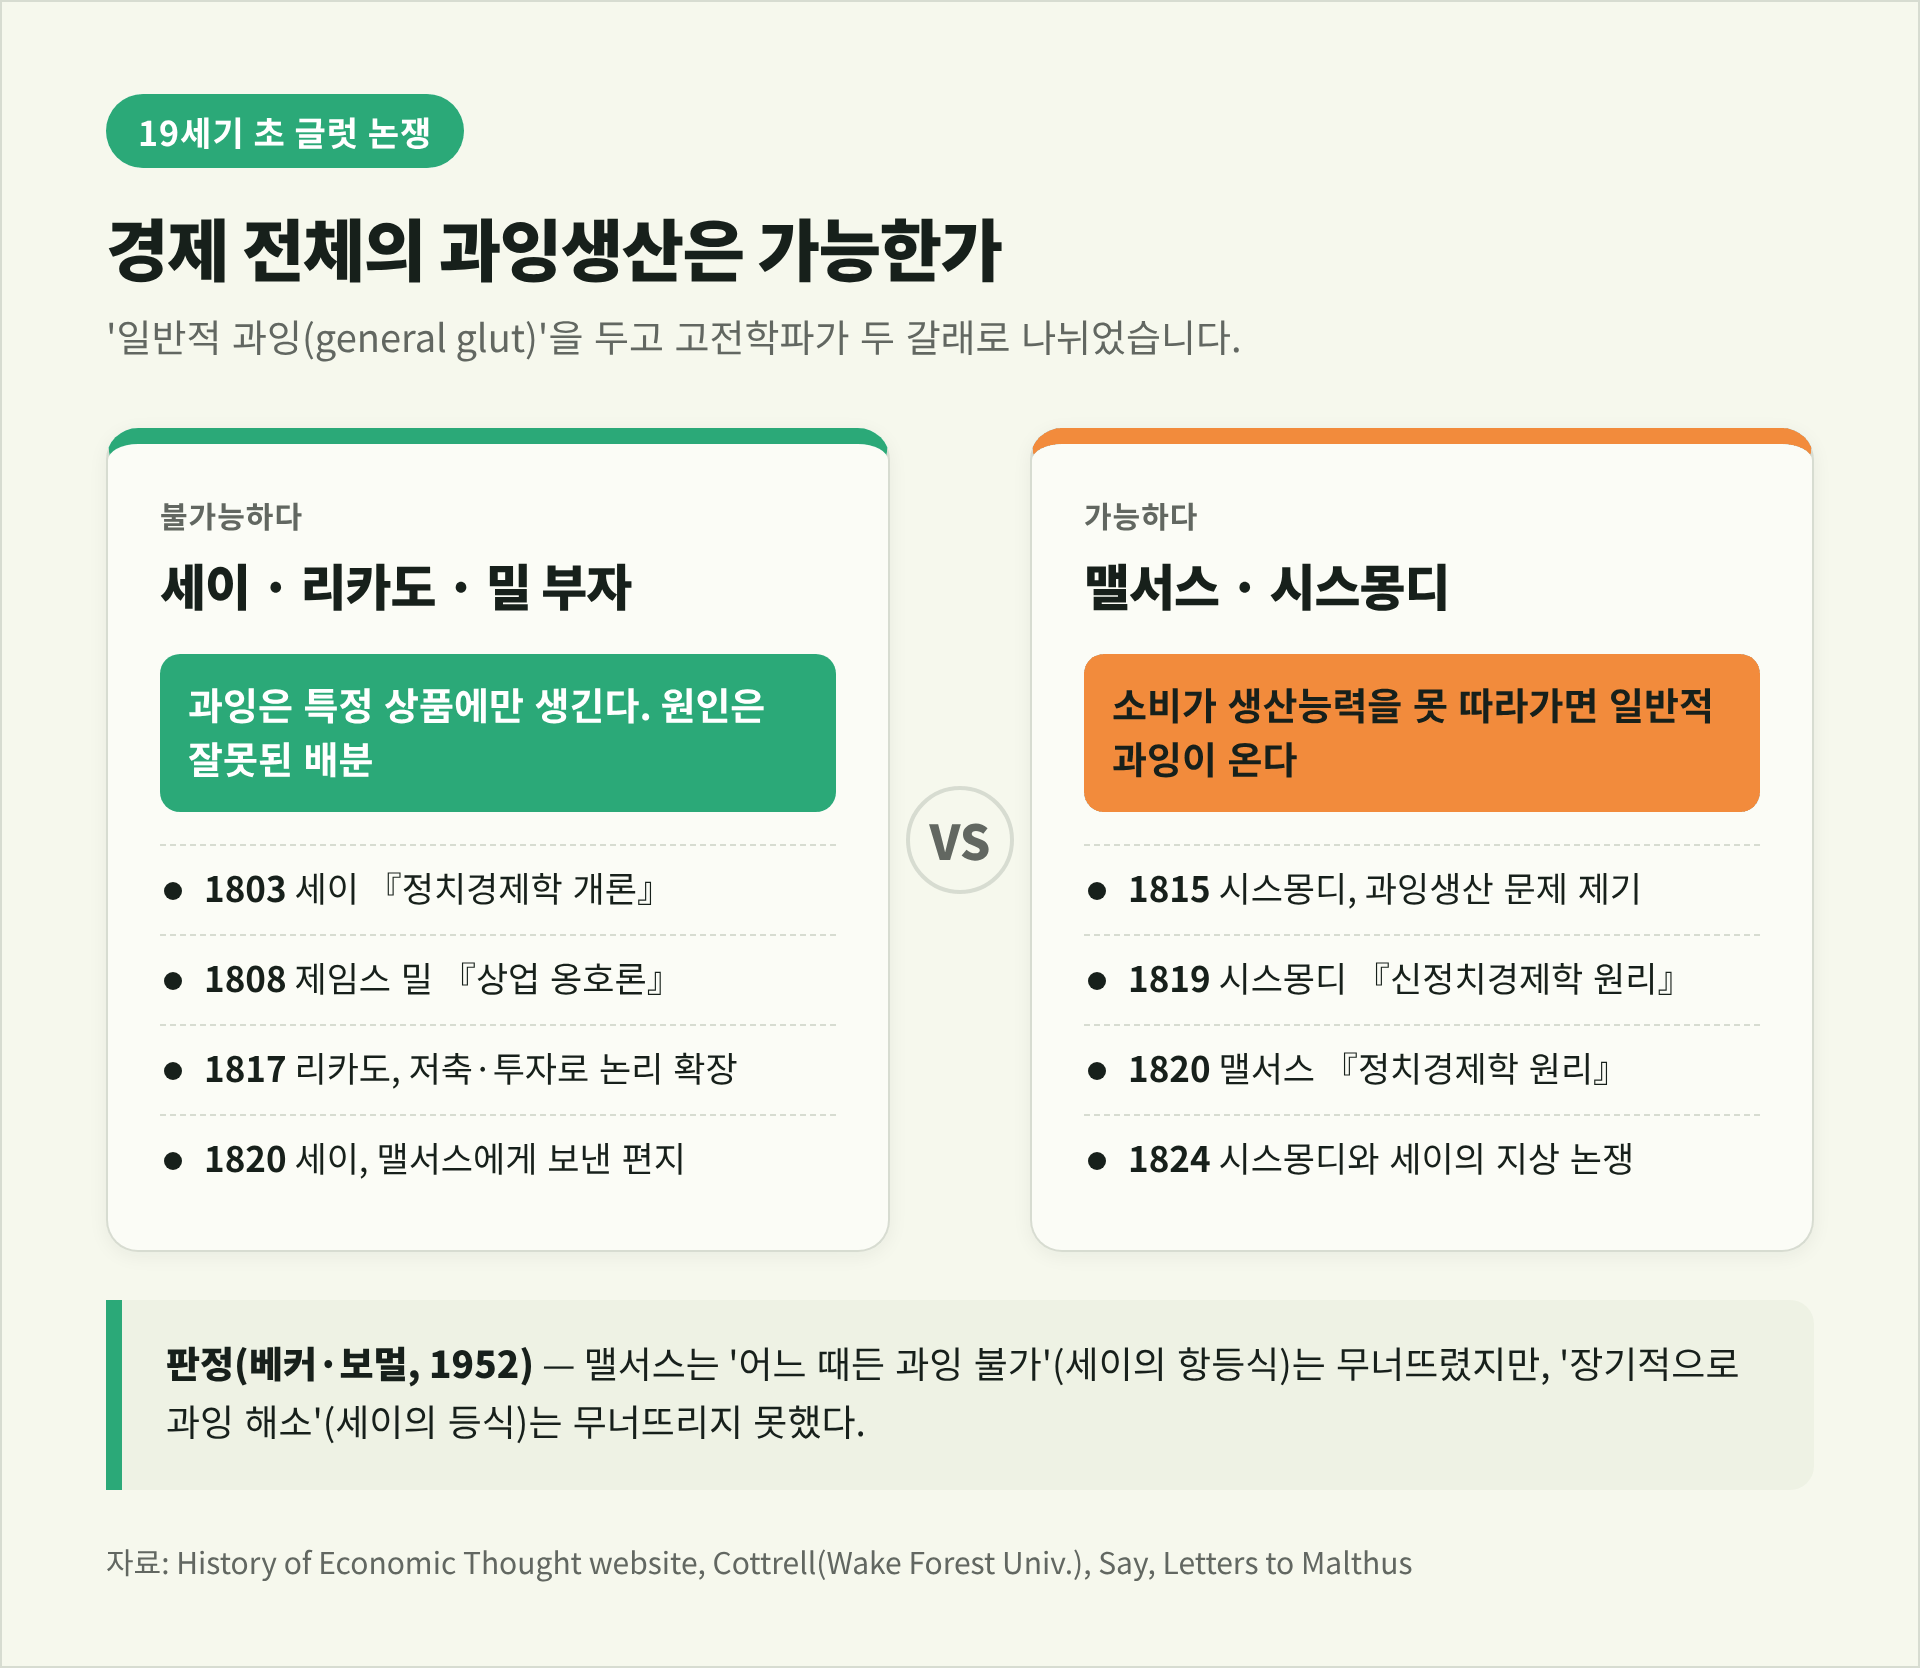 19세기 초 글럿 논쟁
경제 전체의 과잉생산은 가능한가
'일반적 과잉(general glut)'을 두고 고전학파가 두 갈래로 나뉘었습니다.
불가능하다
세이 · 리카도 · 밀 부자
과잉은 특정 상품에만 생긴다. 원인은
잘못된 배분
● 1803 세이 『정치경제학 개론』
● 1808 제임스 밀 『상업 옹호론』
● 1817 리카도, 저축·투자로 논리 확장
● 1820 세이, 맬서스에게 보낸 편지
VS
가능하다
맬서스 · 시스몽디
소비가 생산능력을 못 따라가면 일반적
과잉이 온다
● 1815 시스몽디, 과잉생산 문제 제기
● 1819 시스몽디 『신정치경제학 원리』
● 1820 맬서스 『정치경제학 원리』
● 1824 시스몽디와 세이의 지상 논쟁
판정(베커·보멀, 1952) — 맬서스는 '어느 때든 과잉 불가'(세이의 항등식)는 무너뜨렸지만, '장기적으로
과잉 해소'(세이의 등식)는 무너뜨리지 못했다.
자료: History of Economic Thought website, Cottrell(Wake Forest Univ.), Say, Letters to Malthus